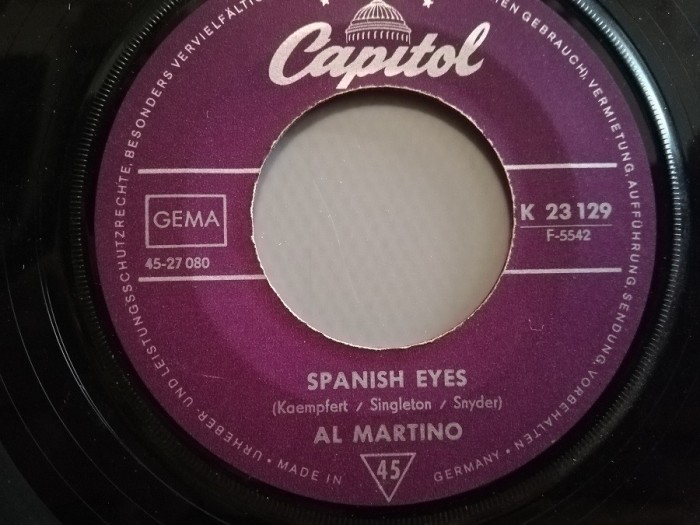 Capitol
GEMA
45-27 080
K 23 129
F-5542
SPANISH EYES
(Kaempfert / Singleton / Snyder)
AL MARTINO
45
URHEBER- UND LEISTUNGSSCHUTZRECHTE, BESONDERS VERVIELFÄLTIG
EN GEBRAUCH), VERMIETUNG, AUFFÜHRUNG, SENDUNG, VORBEHALTEN
• MADE IN GERMANY •